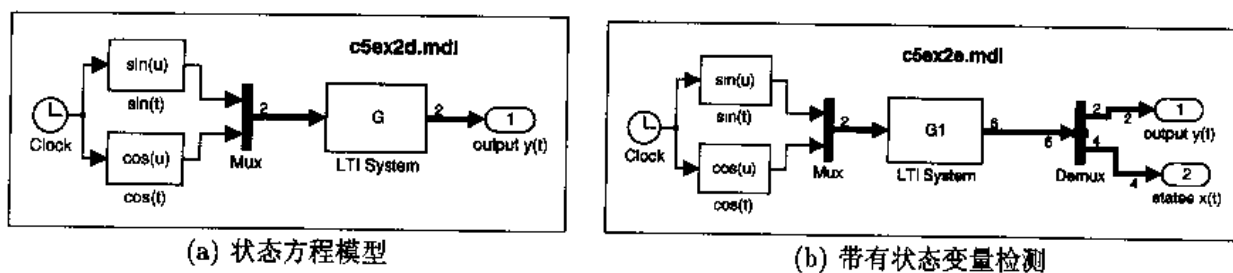 c5ex2d.mdl
sin(u)
sin(t)
Clock
cos(u)
cos(t)
Mux
2
G
LTI System
2
1
output y(t)
(a) 状态方程模型
c5ex2e.mdl
sin(u)
sin(t)
Clock
cos(u)
cos(t)
Mux
2
G1
LTI System
6
6
Demux
2
2
4
4
1
output y(t)
2
states x(t)
(b) 带有状态变量检测